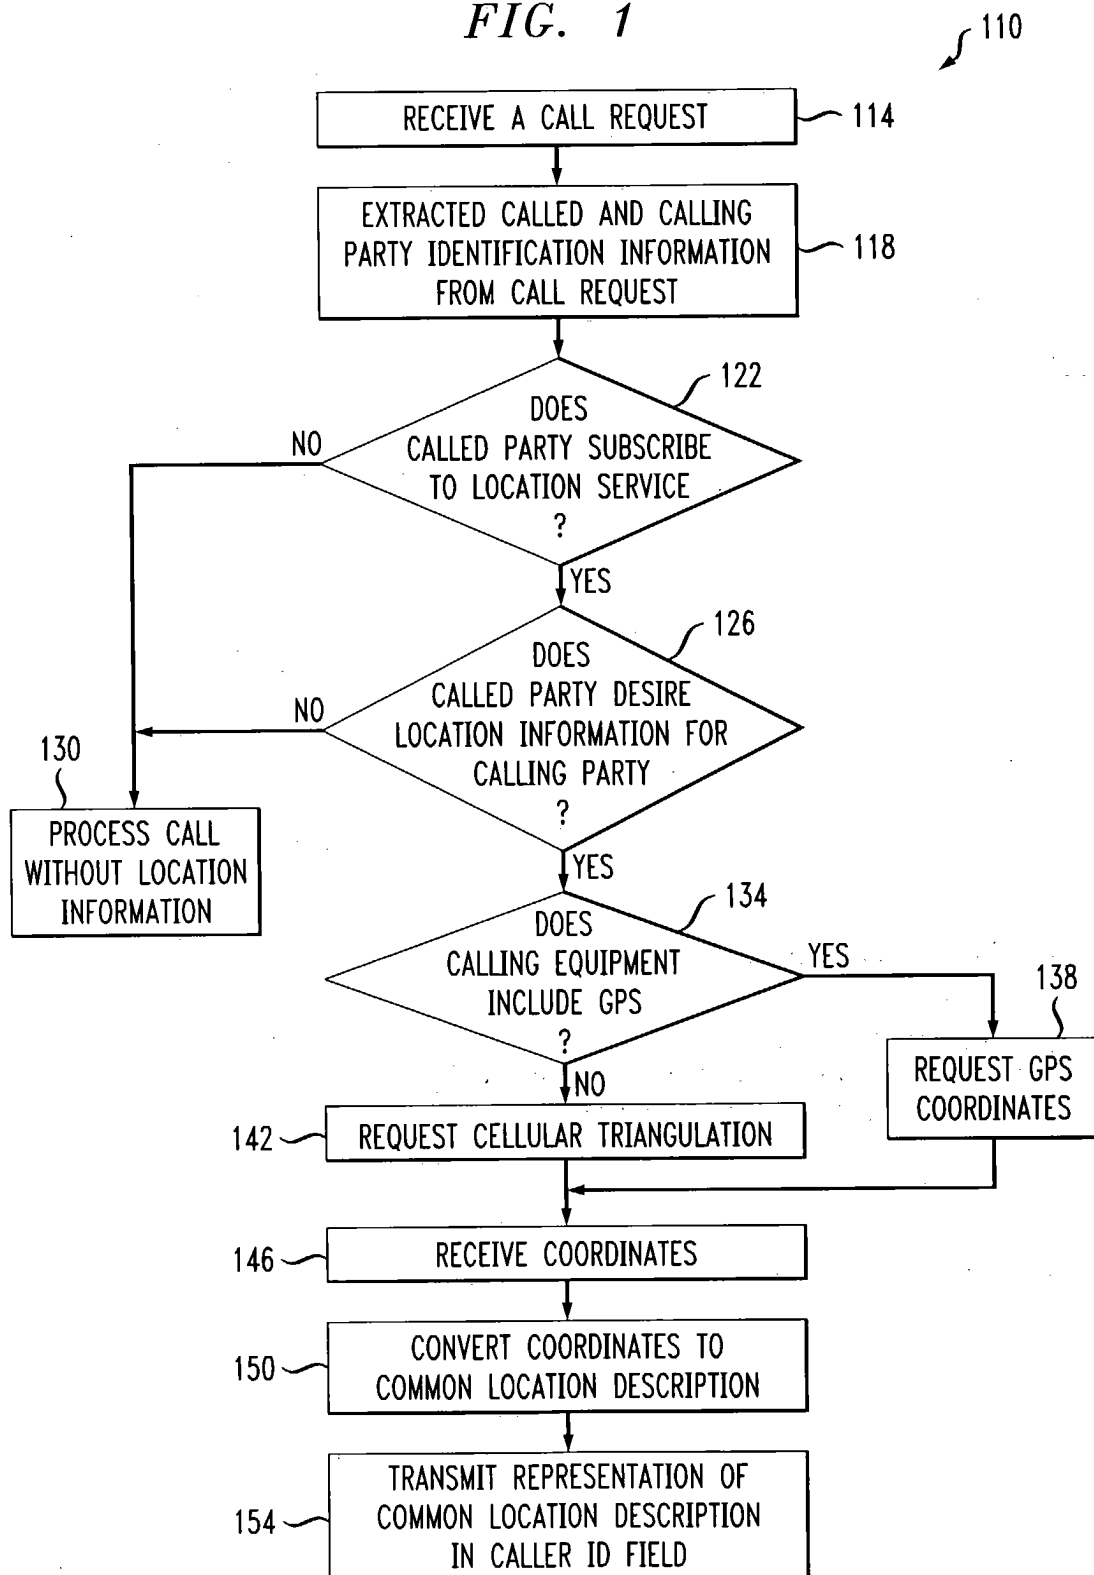 FIG. 1
110
RECEIVE A CALL REQUEST
114
EXTRACTED CALLED AND CALLING
PARTY IDENTIFICATION INFORMATION
FROM CALL REQUEST
118
122
DOES
CALLED PARTY SUBSCRIBE
TO LOCATION SERVICE
?
NO
YES
126
DOES
CALLED PARTY DESIRE
LOCATION INFORMATION FOR
CALLING PARTY
?
NO
130
PROCESS CALL
WITHOUT LOCATION
INFORMATION
YES
134
DOES
CALLING EQUIPMENT
INCLUDE GPS
?
YES
138
REQUEST GPS
COORDINATES
NO
142
REQUEST CELLULAR TRIANGULATION
146
RECEIVE COORDINATES
150
CONVERT COORDINATES TO
COMMON LOCATION DESCRIPTION
154
TRANSMIT REPRESENTATION OF
COMMON LOCATION DESCRIPTION
IN CALLER ID FIELD